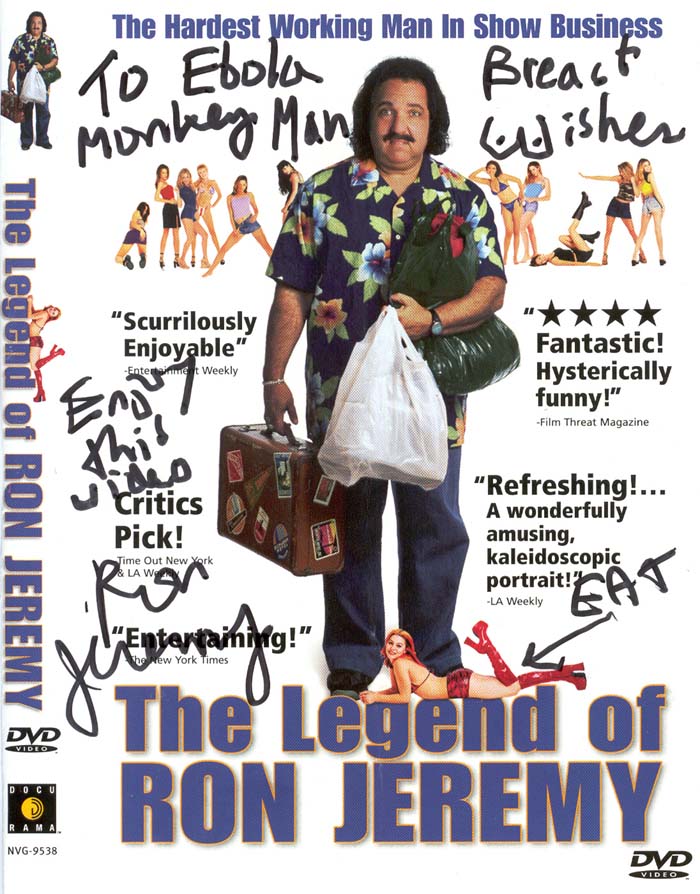 The Hardest Working Man In Show Business
To Ebola
Monkey Man
Breast
Wishes
"Scurrilously
Enjoyable"
-Entertainment Weekly
"★★★★
Fantastic!
Hysterically
funny!"
-Film Threat Magazine
Enjoy
this
video
Critics
Pick!
Time Out New York
& LA Weekly
"Refreshing!...
A wonderfully
amusing,
kaleidoscopic
portrait!"
-LA Weekly
EAT
Ron
Jeremy
"Entertaining!"
-The New York Times
The Legend of
RON JEREMY
DVD
VIDEO
The Legend of RON JEREMY
DVD
VIDEO
DOCU
RAMA™
NVG-9538